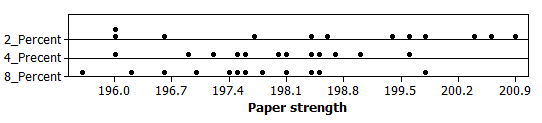 2_Percent
4_Precent
8_Percent
196.0 196.7 197.4 198.1 198.8 199.5 200.2 200.9
Paper strength